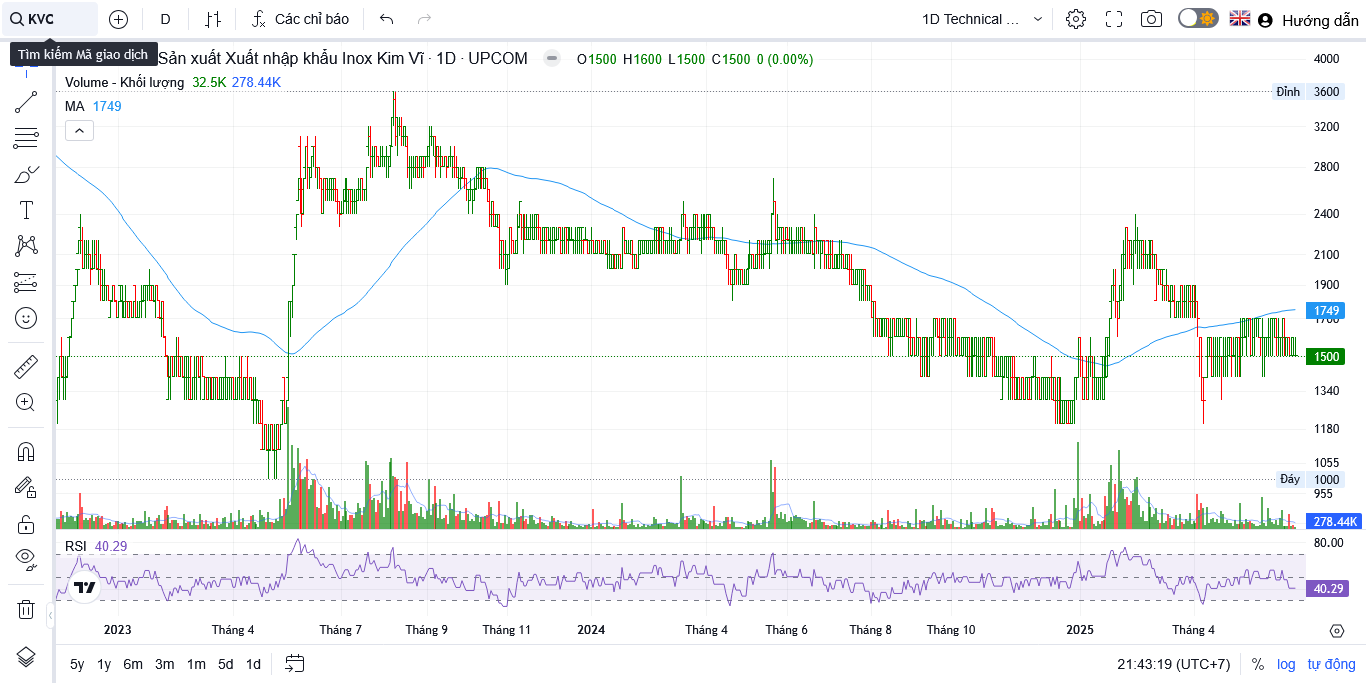 KVC
D
Các chỉ báo
1D Technical ...
Hướng dẫn
Tìm kiếm Mã giao dịch
Sản xuất Xuất nhập khẩu Inox Kim Vĩ · 1D · UPCOM
O1500 H1600 L1500 C1500 0 (0.00%)
Volume - Khối lượng 32.5K 278.44K
MA 1749
4000
Đỉnh 3600
3200
2800
2400
2100
1900
1749
1700
1500
1340
1180
1055
Đáy 1000
955
278.44K
RSI 40.29
80.00
40.29
2023 Tháng 4 Tháng 7 Tháng 9 Tháng 11 2024 Tháng 4 Tháng 6 Tháng 8 Tháng 10 2025 Tháng 4
5y 1y 6m 3m 1m 5d 1d
21:43:19 (UTC+7) % log tự động